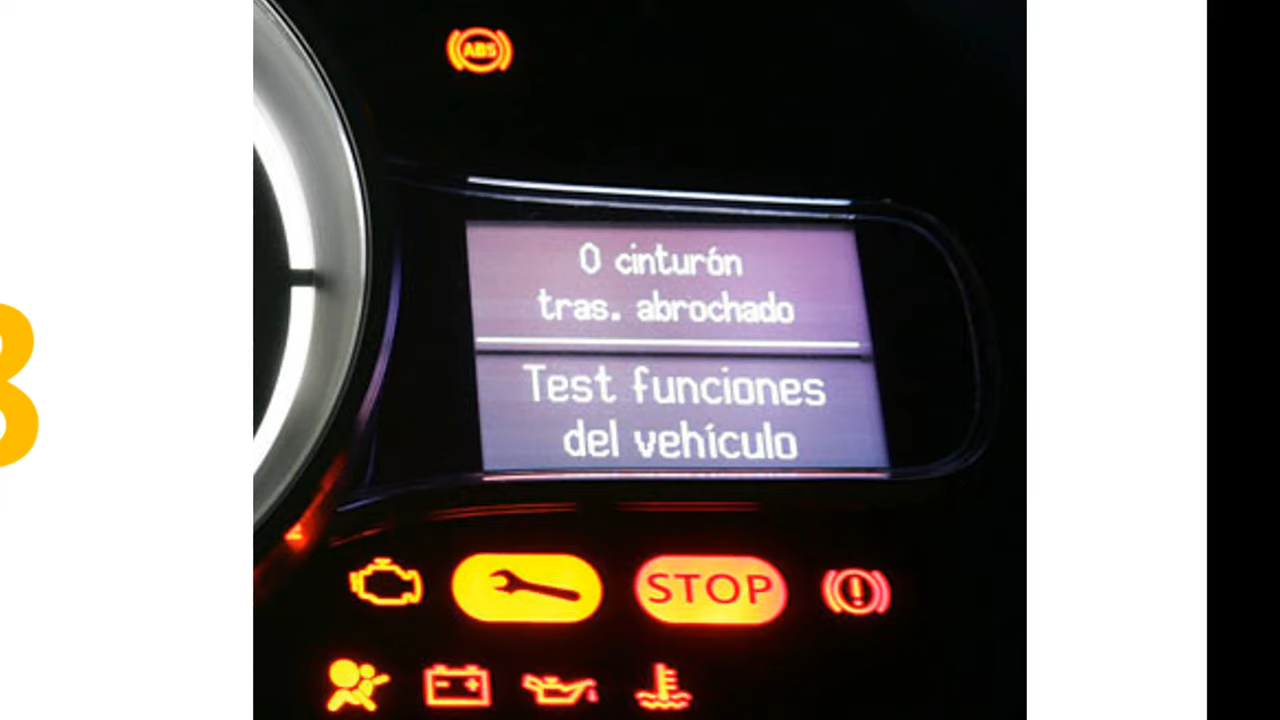 ABS
0 cinturón
tras. abrochado
Test funciones
del vehículo
STOP